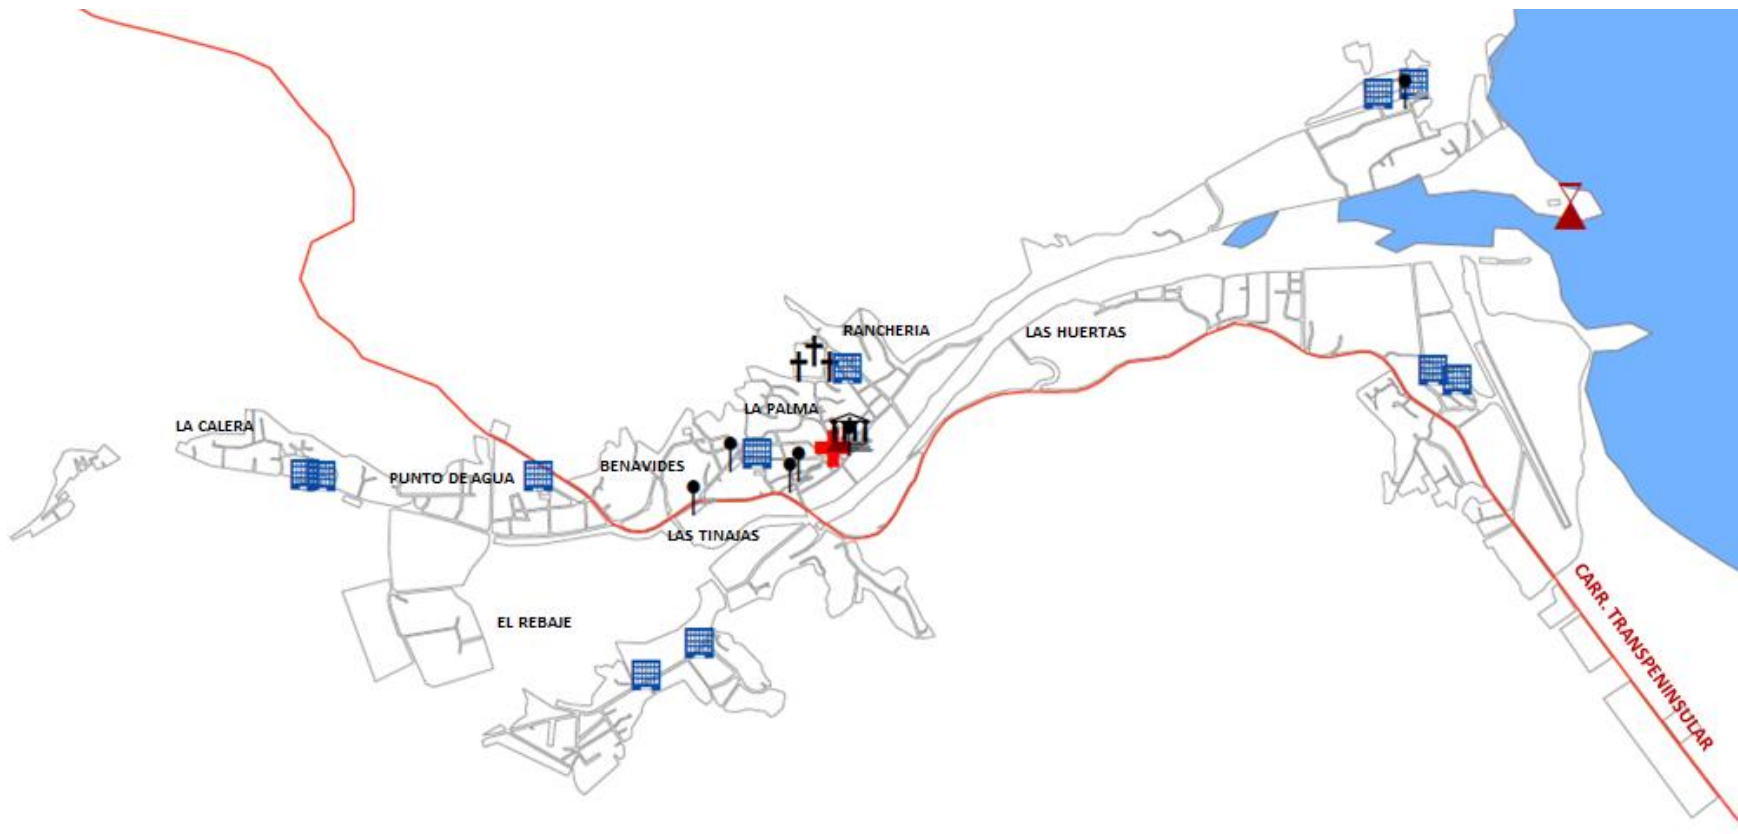 RANCHERIA
LAS HUERTAS
LA PALMA
LA CALERA
BENAVIDES
PUNTO DE AGUA
LAS TINAJAS
EL REBAJE
CARR. TRANSPENINSULAR